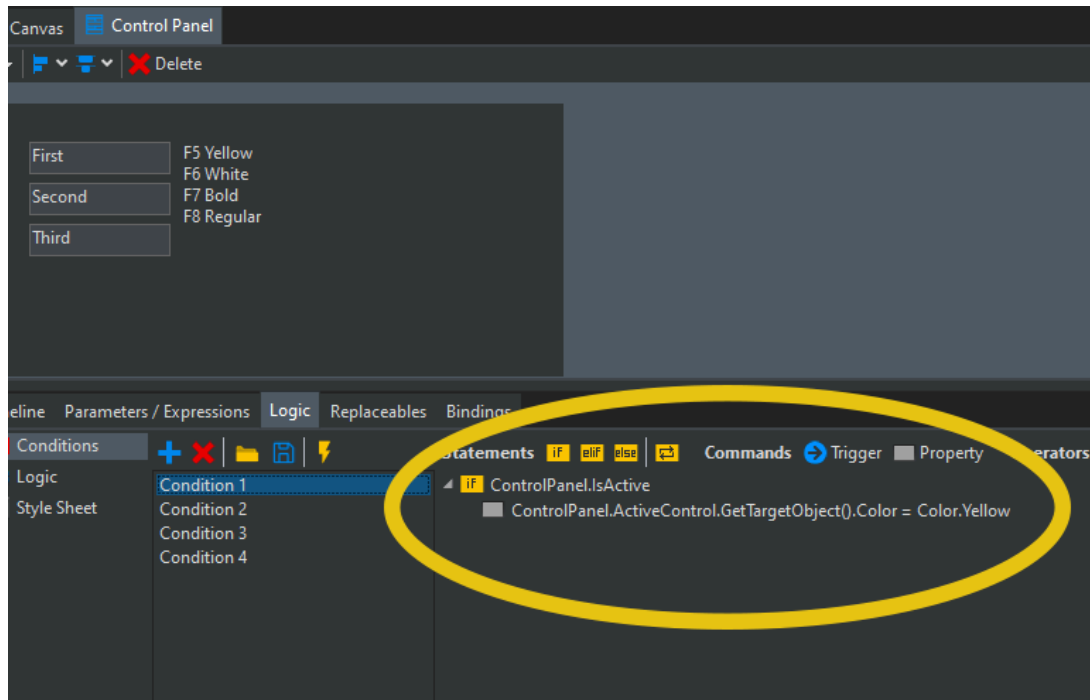 Canvas Control Panel
Delete
First
Second
Third
F5 Yellow
F6 White
F7 Bold
F8 Regular
eline Parameters / Expressions Logic Replaceables Bindings
Conditions
Logic
Style Sheet
Condition 1
Condition 2
Condition 3
Condition 4
Statements if elif else Commands Trigger Property erators
if ControlPanel.IsActive
ControlPanel.ActiveControl.GetTargetObject().Color = Color.Yellow